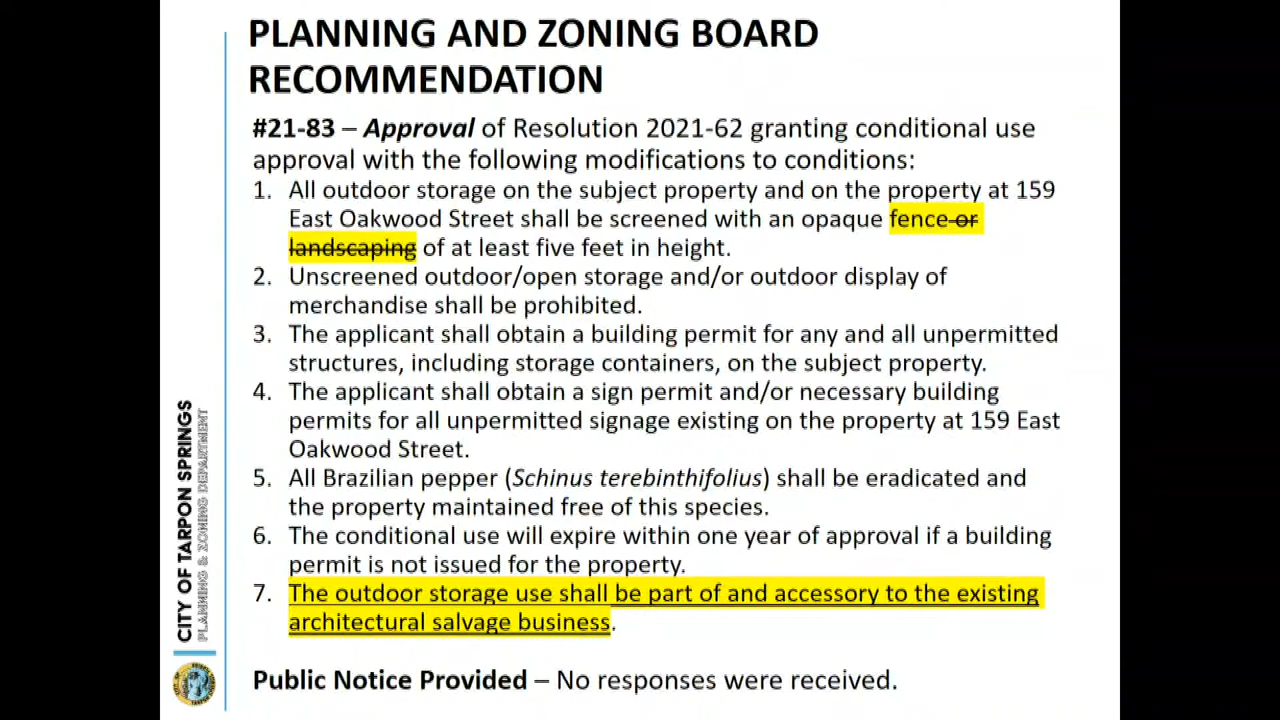 PLANNING AND ZONING BOARD
RECOMMENDATION
#21-83 – Approval of Resolution 2021-62 granting conditional use
approval with the following modifications to conditions:
1. All outdoor storage on the subject property and on the property at 159
East Oakwood Street shall be screened with an opaque fence or
landscaping of at least five feet in height.
2. Unscreened outdoor/open storage and/or outdoor display of
merchandise shall be prohibited.
3. The applicant shall obtain a building permit for any and all unpermitted
structures, including storage containers, on the subject property.
4. The applicant shall obtain a sign permit and/or necessary building
permits for all unpermitted signage existing on the property at 159 East
Oakwood Street.
5. All Brazilian pepper (Schinus terebinthifolius) shall be eradicated and
the property maintained free of this species.
6. The conditional use will expire within one year of approval if a building
permit is not issued for the property.
7. The outdoor storage use shall be part of and accessory to the existing
architectural salvage business.
Public Notice Provided – No responses were received.
CITY OF TARPON SPRINGS
PLANNING & ZONING DEPARTMENT